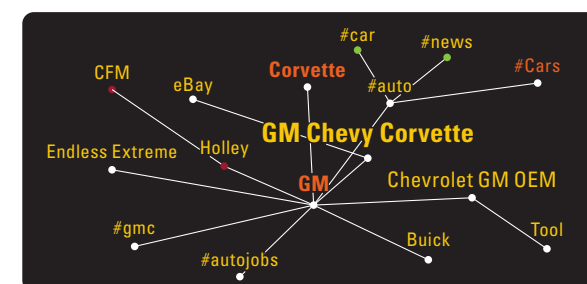 #car
#news
CFM
eBay
Corvette
#auto
#Cars
GM Chevy Corvette
Endless Extreme
Holley
GM
Chevrolet GM OEM
#gmc
#autojobs
Buick
Tool